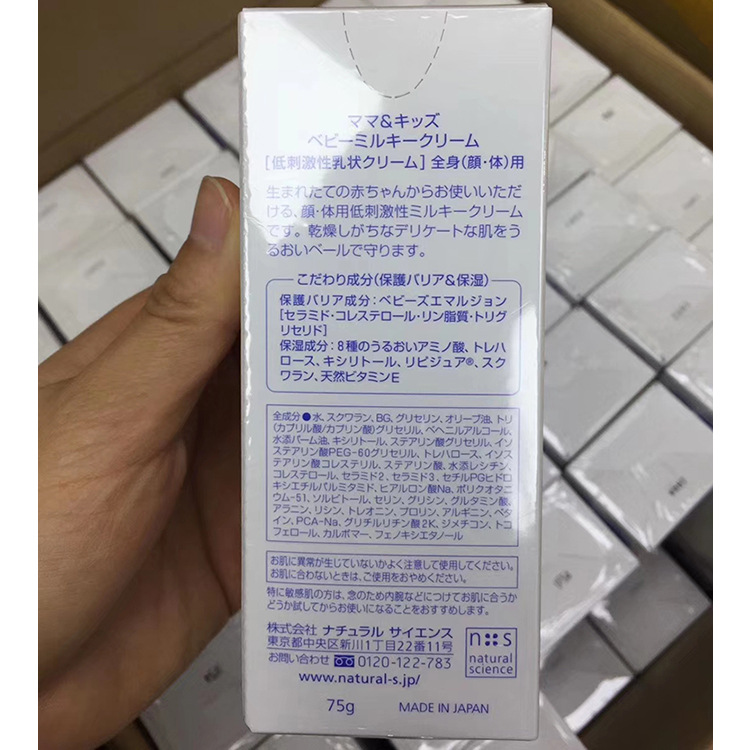 ママ&キッズ
ベビーミルキークリーム
[低刺激性乳状クリーム] 全身(顔・体)用
生まれたての赤ちゃんからお使いいただ
ける、顔・体用低刺激性ミルキークリーム
です。乾燥しがちなデリケートな肌をう
るおいベールで守ります。
こだわり成分(保護バリア&保湿)
保護バリア成分:ベビーズエマルジョン
[セラミド・コレステロール・リン脂質・トリグ
リセリド]
保湿成分:8種のうるおいアミノ酸、トレハ
ロース、キシリトール、リピジュア®、スク
ワラン、天然ビタミンE
全成分●水、スクワラン、BG、グリセリン、オリーブ油、トリ
(カプリル酸/カプリン酸)グリセリル、ベヘニルアルコール、
水添パーム油、キシリトール、ステアリン酸グリセリル、イソ
ステアリン酸PEG-60グリセリル、トレハロース、イソス
テアリン酸コレステリル、ステアリン酸、水添レシチン、
コレステロール、セラミド2、セラミド3、セチルPGヒドロ
キシエチルパルミタミド、ヒアルロン酸Na、ポリクオタニ
ウム-51、ソルビトール、セリン、グリシン、グルタミン酸、
アラニン、リシン、トレオニン、プロリン、アルギニン、ベタ
イン、PCA-Na、グリチルリチン酸2K、ジメチコン、トコ
フェロール、カルボマー、フェノキシエタノール
お肌に異常が生じていないかよく注意して使用してください。
お肌に合わないときは、ご使用をおやめください。
特に敏感肌の方は、念のため内腕などにつけてお肌に合うか
どうか試してからお使いになることをおすすめします。
株式会社 ナチュラル サイエンス
東京都中央区新川1丁目22番11号
お問い合わせ 0120-122-783
www.natural-s.jp/
n::s
natural
science
75g MADE IN JAPAN